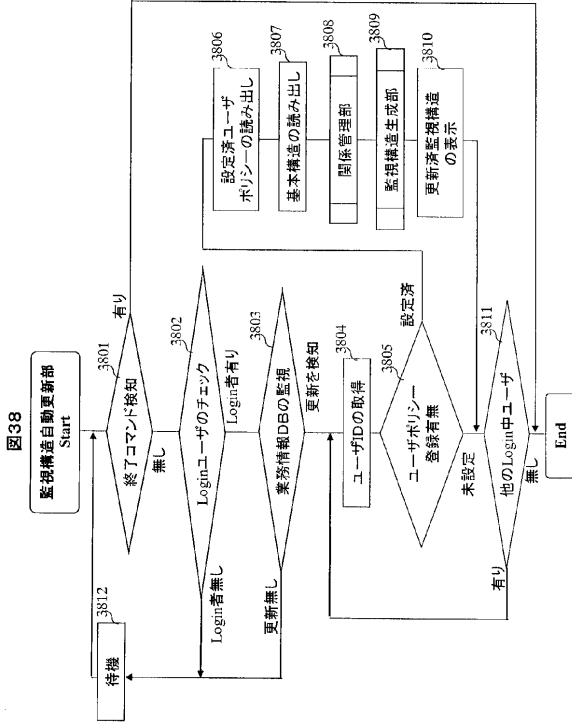 図38
監視構造自動更新部
Start
3801
終了コマンド検知
有り
無し
3802
Loginユーザのチェック
Login者無し
Login者有り
3803
業務情報DBの監視
更新無し
更新を検知
3804
ユーザIDの取得
3805
ユーザポリシー
登録有無
設定済
未設定
3806
設定済ユーザ
ポリシーの読み出し
3807
基本構造の読み出し
3808
関係管理部
3809
監視構造生成部
3810
更新済監視構造
の表示
3811
他のLogin中ユーザ
有り
無し
3812
待機
End